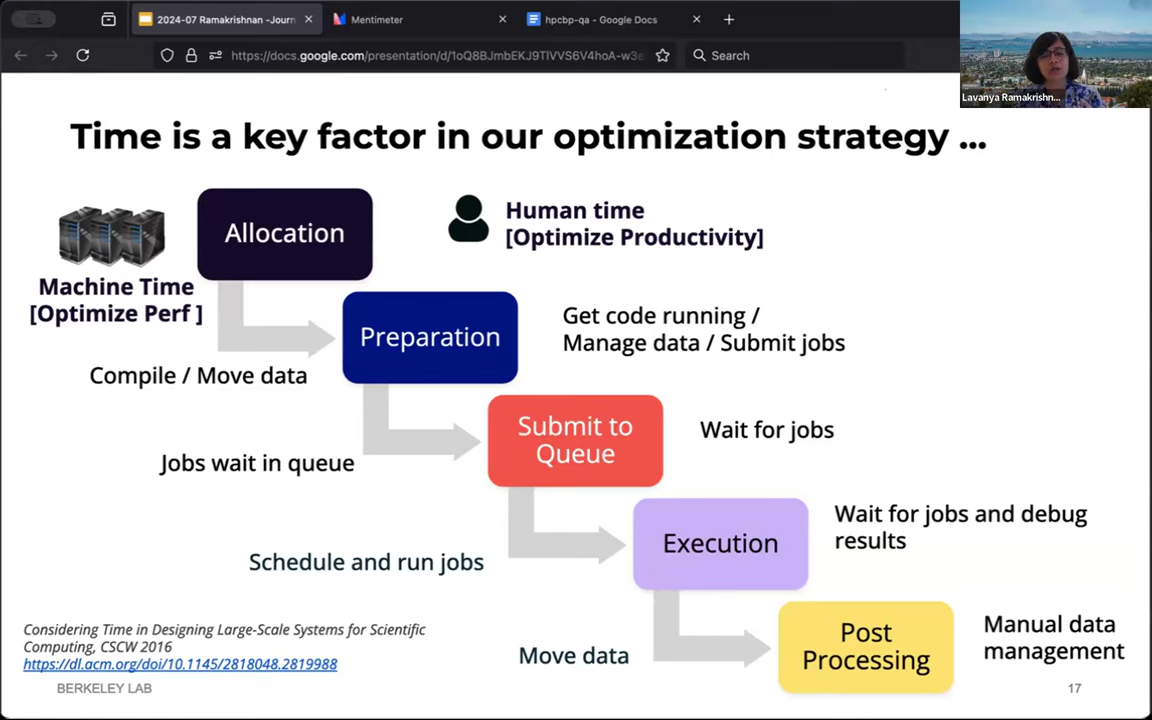 2024-07 Ramakrishnan -Journ
Mentimeter
hpcbp-qa - Google Docs
https://docs.google.com/presentation/d/1oQ8BJmbEKJ9TlVVS6V4hoA-w3e
Search
Lavanya Ramakrishn...
Time is a key factor in our optimization strategy ...
Allocation
Human time
[Optimize Productivity]
Machine Time
[Optimize Perf ]
Preparation
Get code running /
Manage data / Submit jobs
Compile / Move data
Submit to
Queue
Wait for jobs
Jobs wait in queue
Execution
Wait for jobs and debug
results
Schedule and run jobs
Post
Processing
Manual data
management
Move data
Considering Time in Designing Large-Scale Systems for Scientific
Computing, CSCW 2016
https://dl.acm.org/doi/10.1145/2818048.2819988
BERKELEY LAB
17